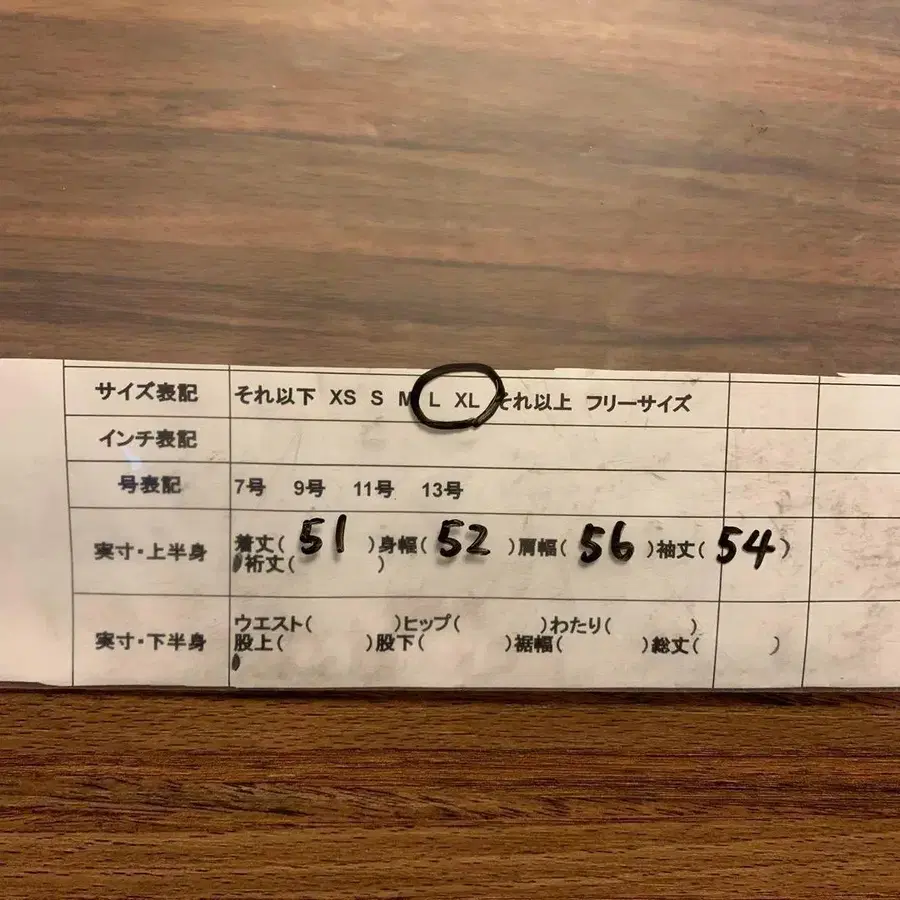 サイズ表記 それ以下 XS S M L XL それ以上 フリーサイズ
インチ表記
号表記 7号 9号 11号 13号
実寸・上半身 着丈( 51 )身幅( 52 )肩幅( 56 )袖丈( 54 )
裄丈( )
実寸・下半身 ウエスト( )ヒップ( )わたり( )
股上( )股下( )裾幅( )総丈( )